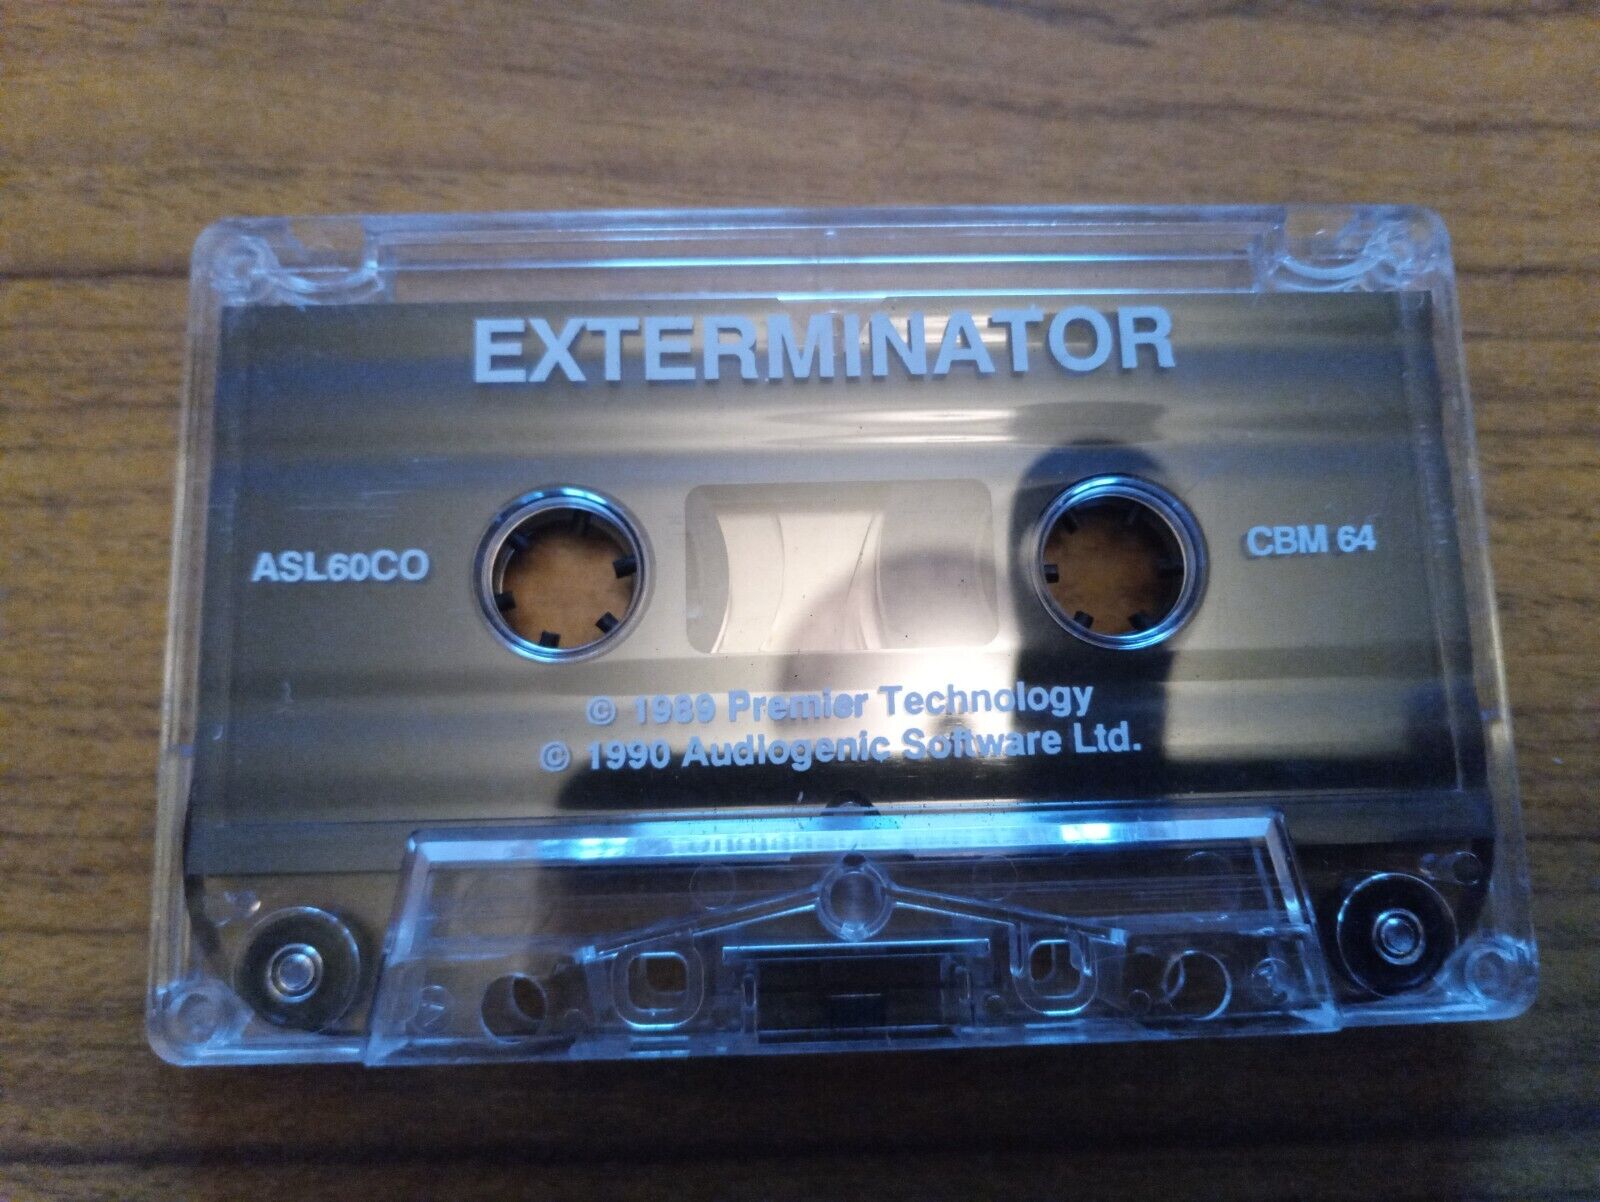 EXTERMINATOR
ASL60CO
CBM 64
© 1989 Premier Technology
© 1990 Audiogenic Software Ltd.